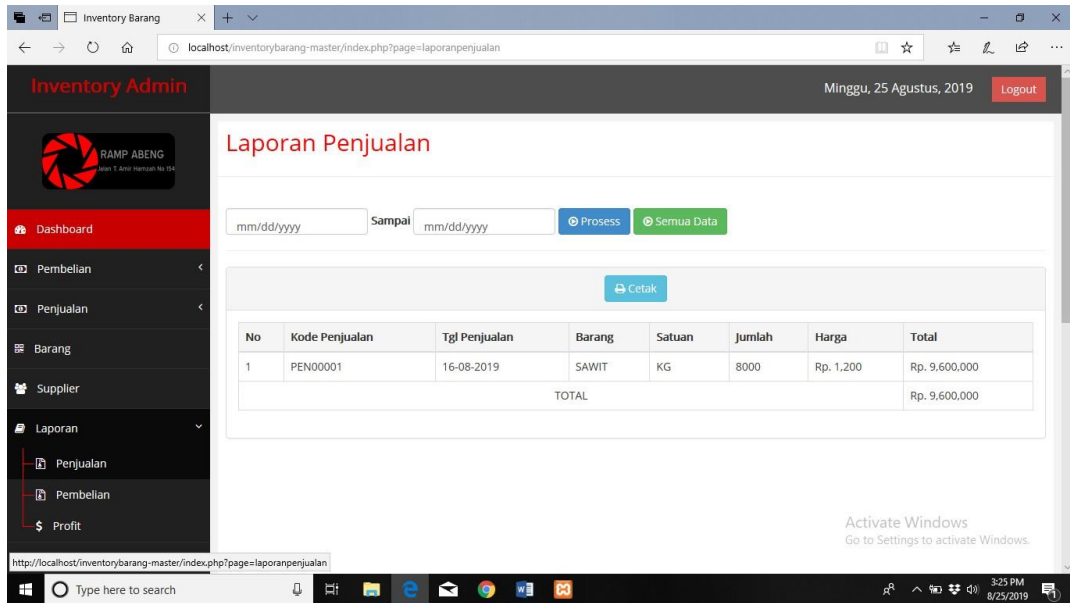 Inventory Barang
localhost/inventorybarang-master/index.php?page=laporanpenjualan
Inventory Admin
Minggu, 25 Agustus, 2019 Logout
RAMP ABENG
Jalan T. Amir Hamzah No 154
Laporan Penjualan
mm/dd/yyyy Sampai mm/dd/yyyy Prosess Semua Data
Dashboard
Pembelian
Penjualan
Barang
Supplier
Laporan
Penjualan
Pembelian
$ Profit
Cetak
No Kode Penjualan Tgl Penjualan Barang Satuan Jumlah Harga Total
1 PEN00001 16-08-2019 SAWIT KG 8000 Rp. 1,200 Rp. 9,600,000
TOTAL Rp. 9,600,000
Activate Windows
Go to Settings to activate Windows.
http://localhost/inventorybarang-master/index.php?page=laporanpenjualan
Type here to search
3:25 PM
8/25/2019